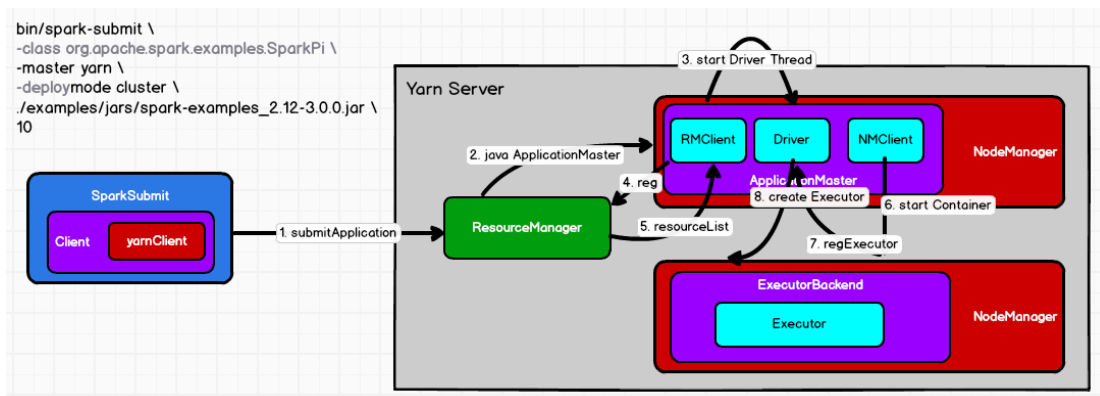 bin/spark-submit \
-class org.apache.spark.examples.SparkPi \
-master yarn \
-deploymode cluster \
./examples/jars/spark-examples_2.12-3.0.0.jar \
10
Yarn Server
3. start Driver Thread
RMClient
Driver
NMClient
NodeManager
2. java ApplicationMaster
ApplicationMaster
4. reg
8. create Executor
6. start Container
SparkSubmit
Client
yarnClient
1. submitApplication
ResourceManager
5. resourceList
7. regExecutor
ExecutorBackend
Executor
NodeManager